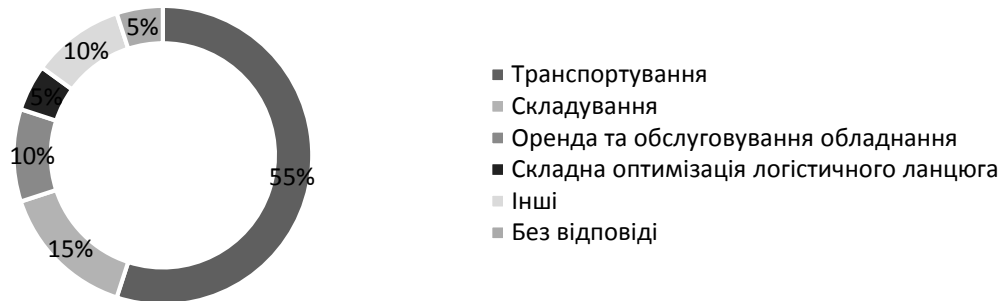 5%
10%
5%
10%
15%
55%
Транспортування
Складування
Оренда та обслуговування обладнання
Складна оптимізація логістичного ланцюга
Інші
Без відповіді